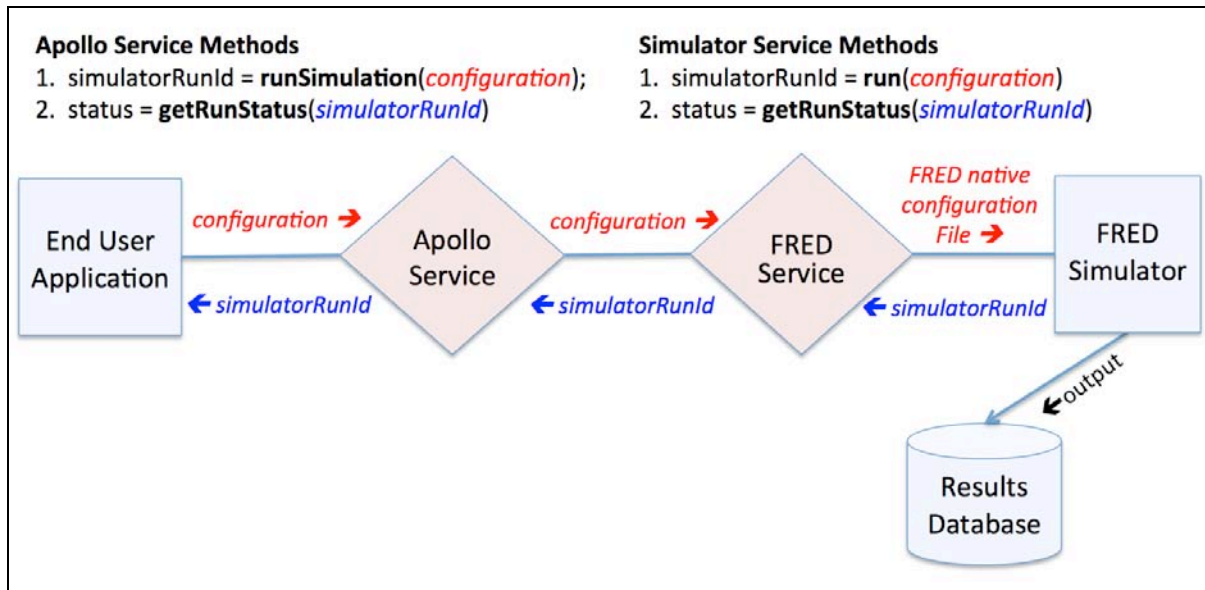 Apollo Service Methods
1. simulatorRunId = runSimulation(configuration);
2. status = getRunStatus(simulatorRunId)
Simulator Service Methods
1. simulatorRunId = run(configuration)
2. status = getRunStatus(simulatorRunId)
End User
Application
configuration →
← simulatorRunId
Apollo
Service
configuration →
← simulatorRunId
FRED
Service
FRED native
configuration
File →
← simulatorRunId
FRED
Simulator
← output
Results
Database